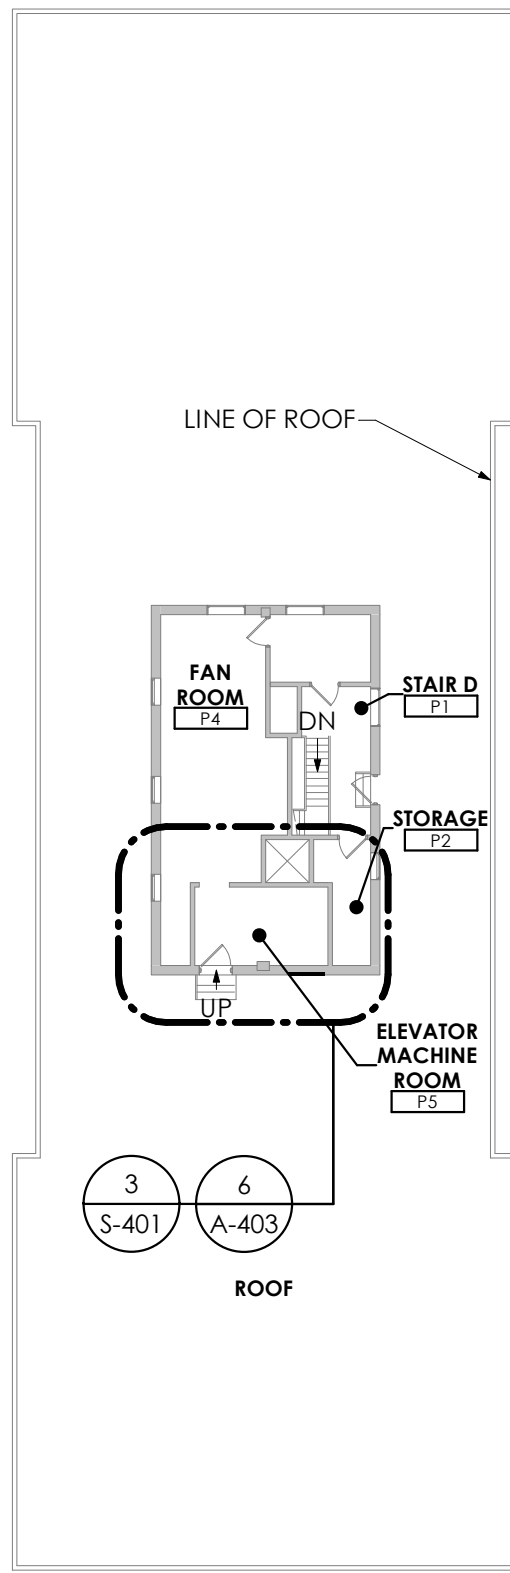 LINE OF ROOF
FAN
ROOM
P4
STAIR D
P1
DN
STORAGE
P2
UP
ELEVATOR
MACHINE
ROOM
P5
3
S-401
6
A-403
ROOF